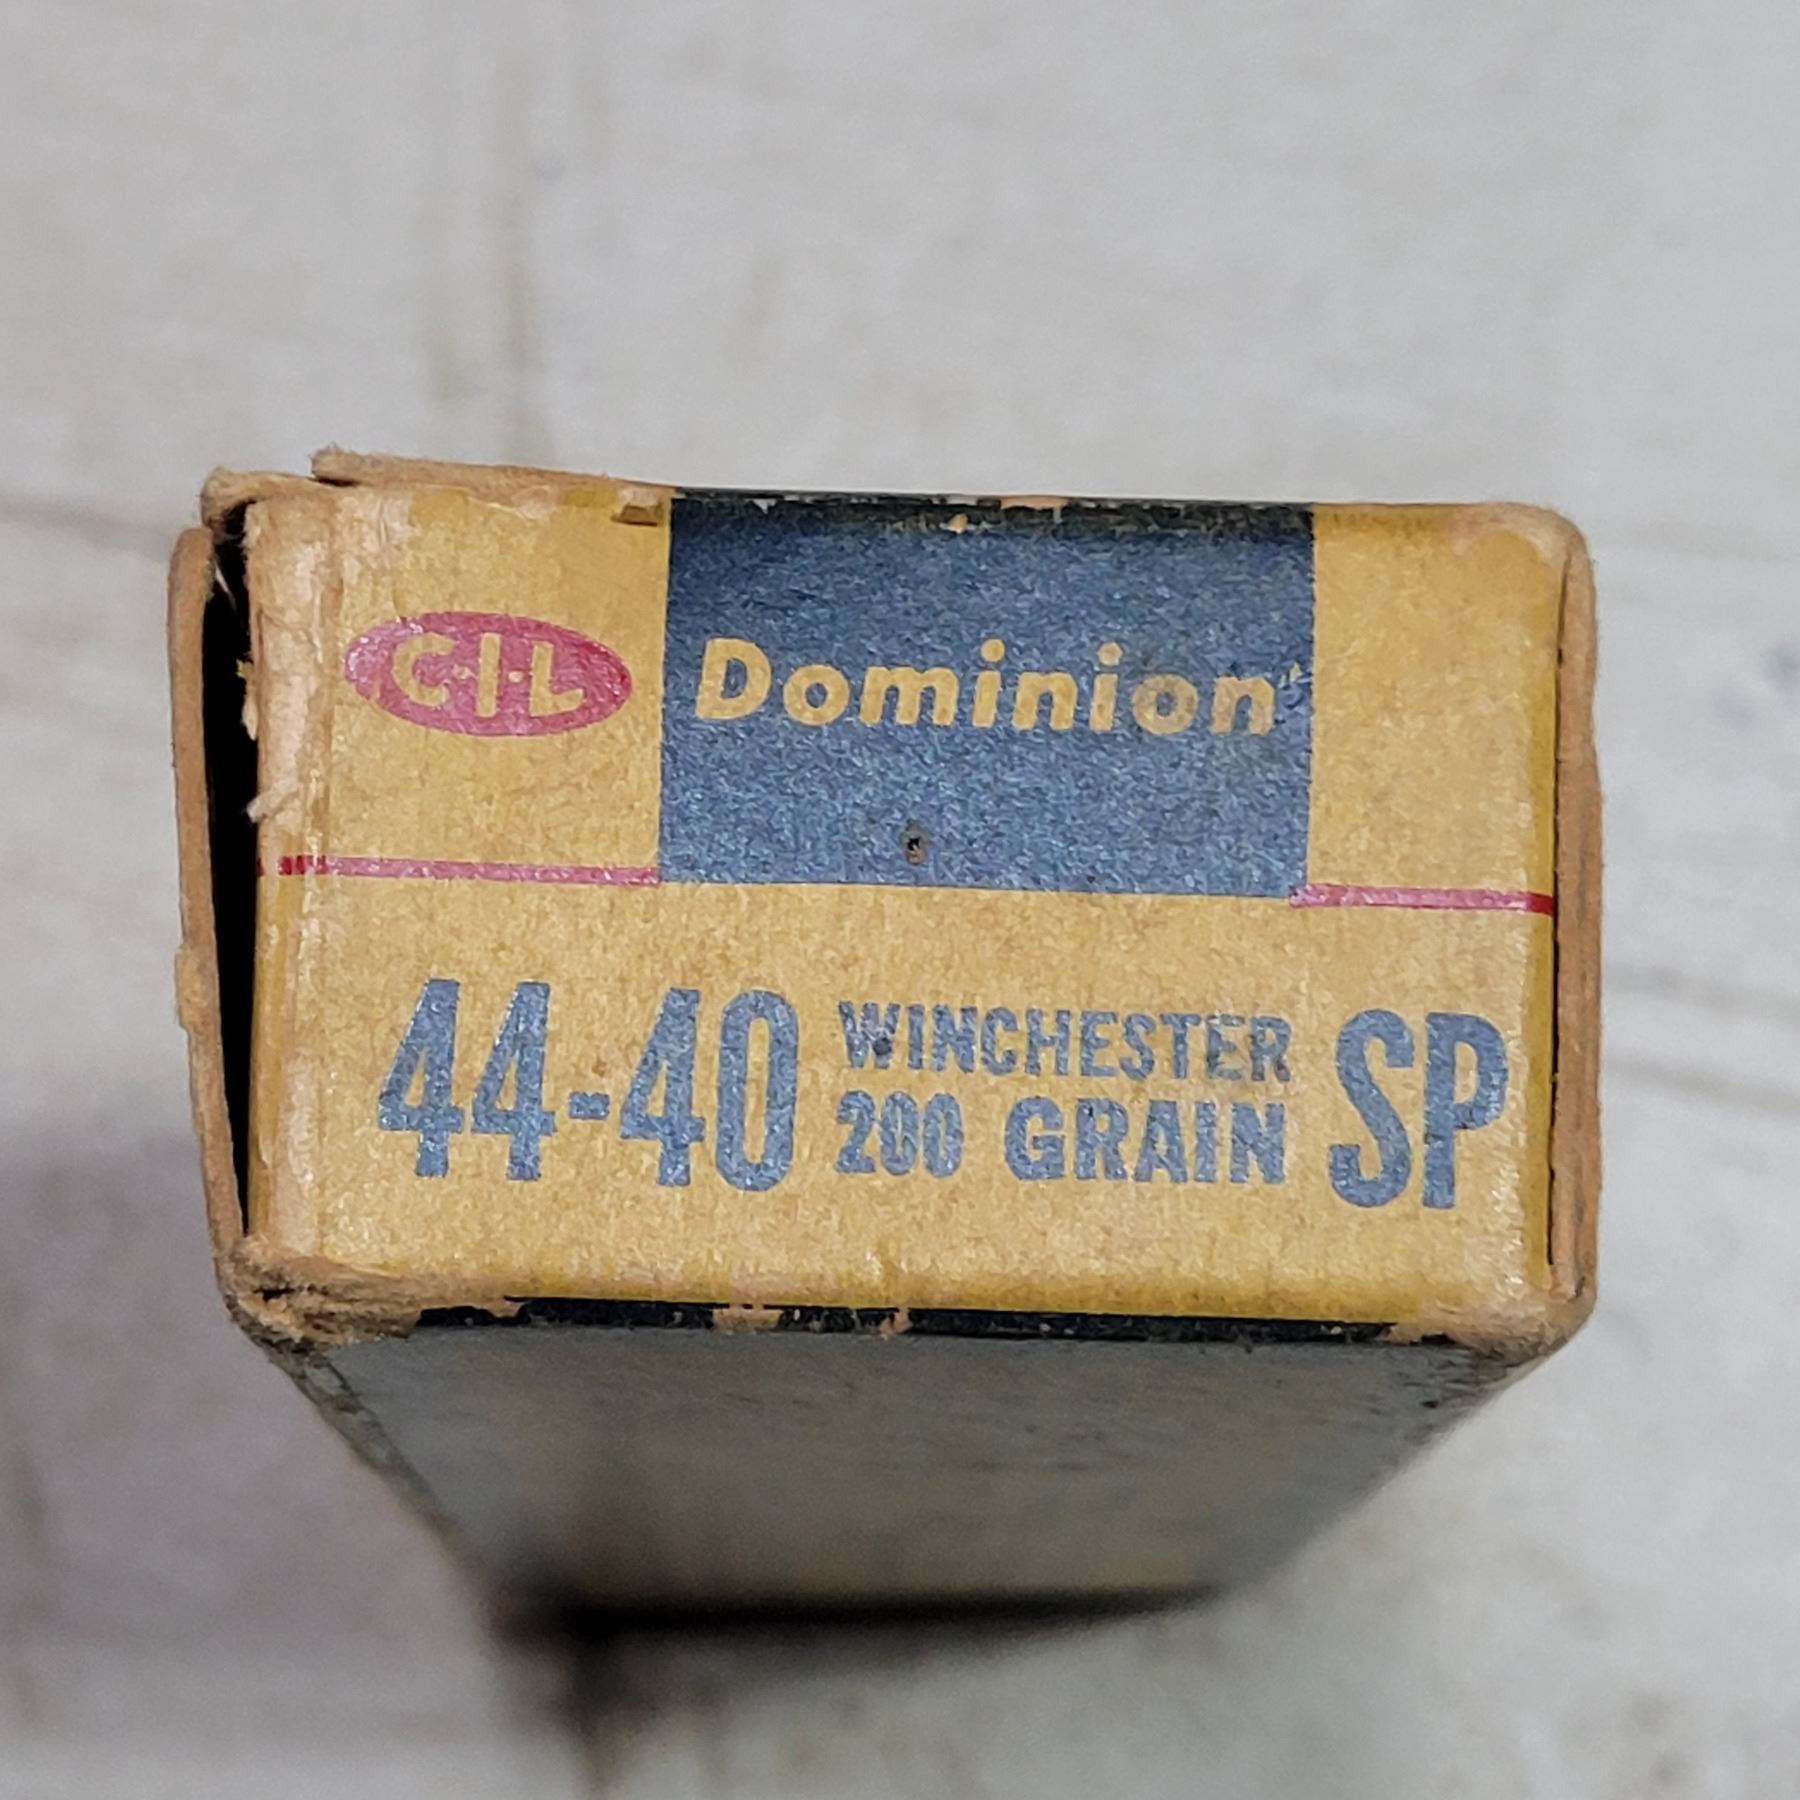 C·I·L Dominion
44-40 WINCHESTER SP
200 GRAIN